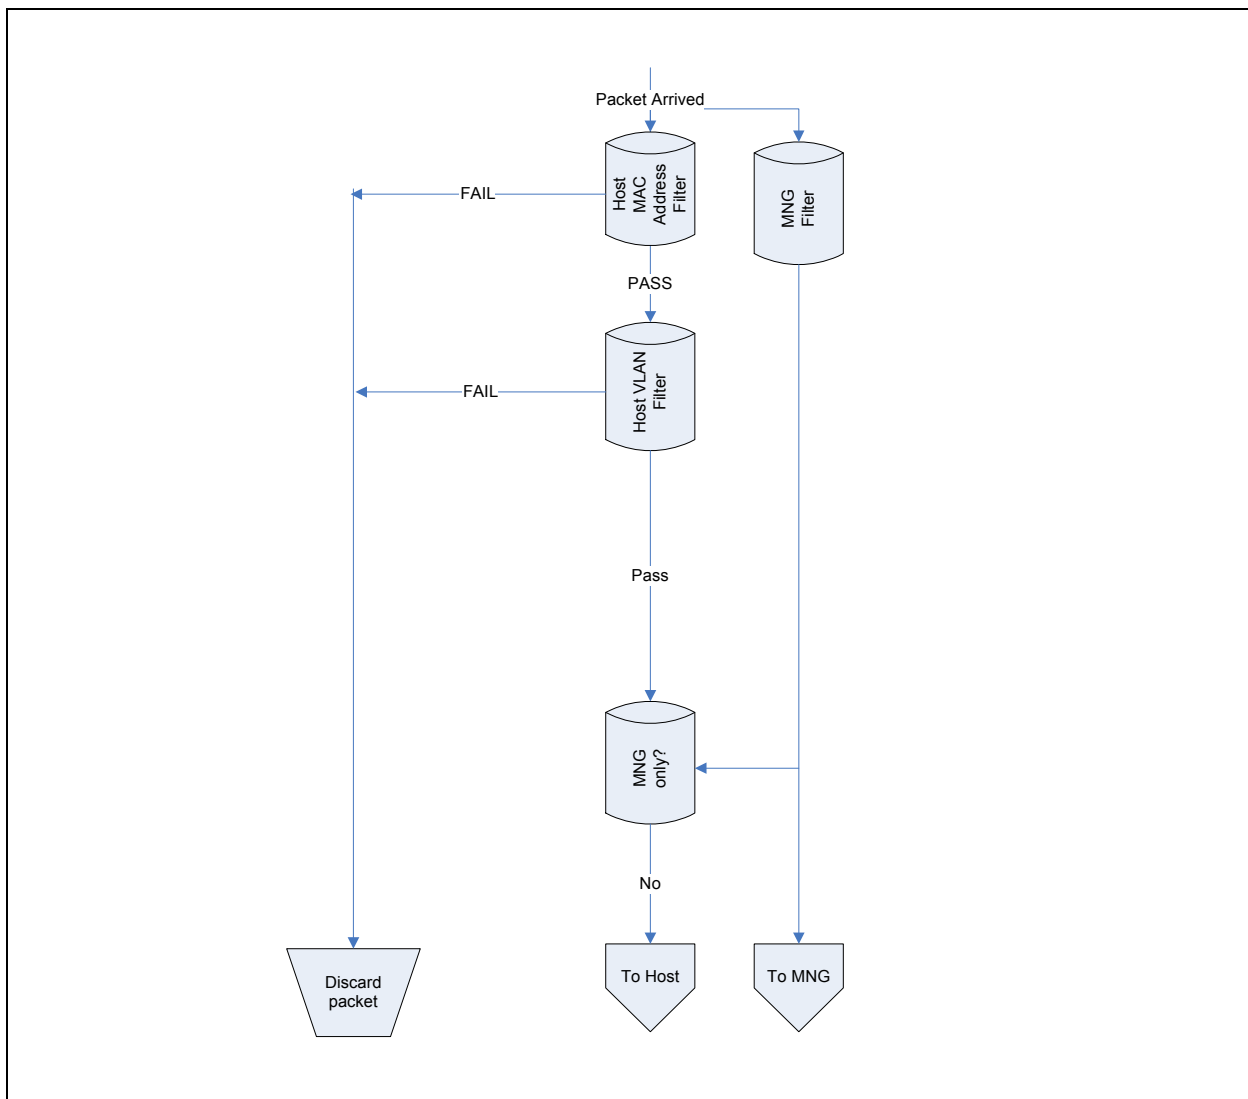 Packet Arrived
Host
MAC
Address
Filter
MNG
Filter
FAIL
PASS
Host VLAN
Filter
FAIL
Pass
MNG
only?
No
Discard
packet
To Host
To MNG